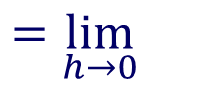 = lim
h→0